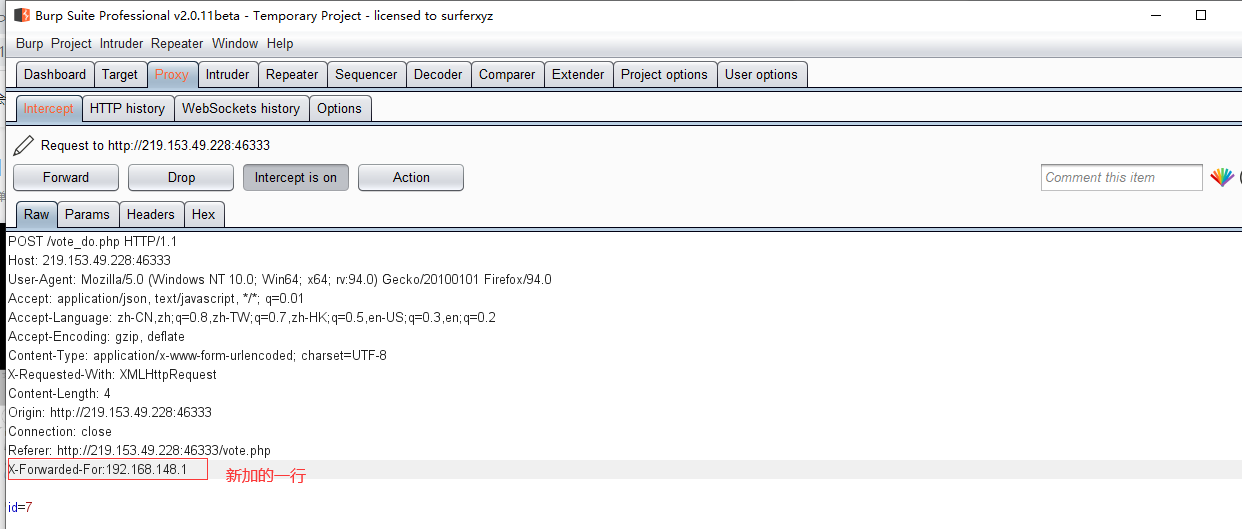 Burp Suite Professional v2.0.11beta - Temporary Project - licensed to surferxyz
Burp Project Intruder Repeater Window Help
Dashboard Target Proxy Intruder Repeater Sequencer Decoder Comparer Extender Project options User options
Intercept HTTP history WebSockets history Options
Request to http://219.153.49.228:46333
Forward Drop Intercept is on Action Comment this item
Raw Params Headers Hex
POST /vote_do.php HTTP/1.1
Host: 219.153.49.228:46333
User-Agent: Mozilla/5.0 (Windows NT 10.0; Win64; x64; rv:94.0) Gecko/20100101 Firefox/94.0
Accept: application/json, text/javascript, */*; q=0.01
Accept-Language: zh-CN,zh;q=0.8,zh-TW;q=0.7,zh-HK;q=0.5,en-US;q=0.3,en;q=0.2
Accept-Encoding: gzip, deflate
Content-Type: application/x-www-form-urlencoded; charset=UTF-8
X-Requested-With: XMLHttpRequest
Content-Length: 4
Origin: http://219.153.49.228:46333
Connection: close
Referer: http://219.153.49.228:46333/vote.php
X-Forwarded-For:192.168.148.1 新加的一行
id=7